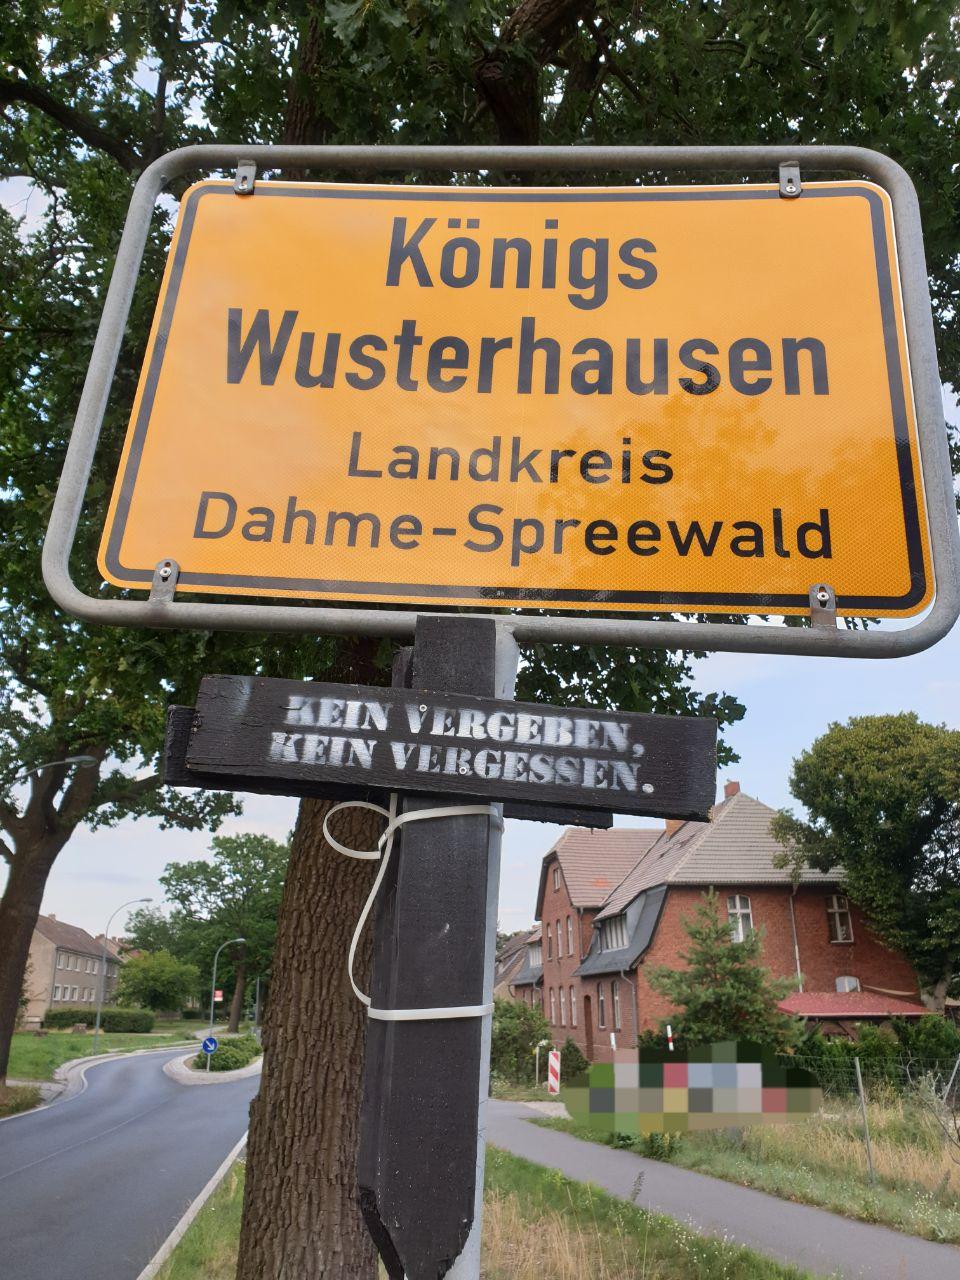 Königs
Wusterhausen
Landkreis
Dahme-Spreewald
KEIN VERGEBEN,
KEIN VERGESSEN.